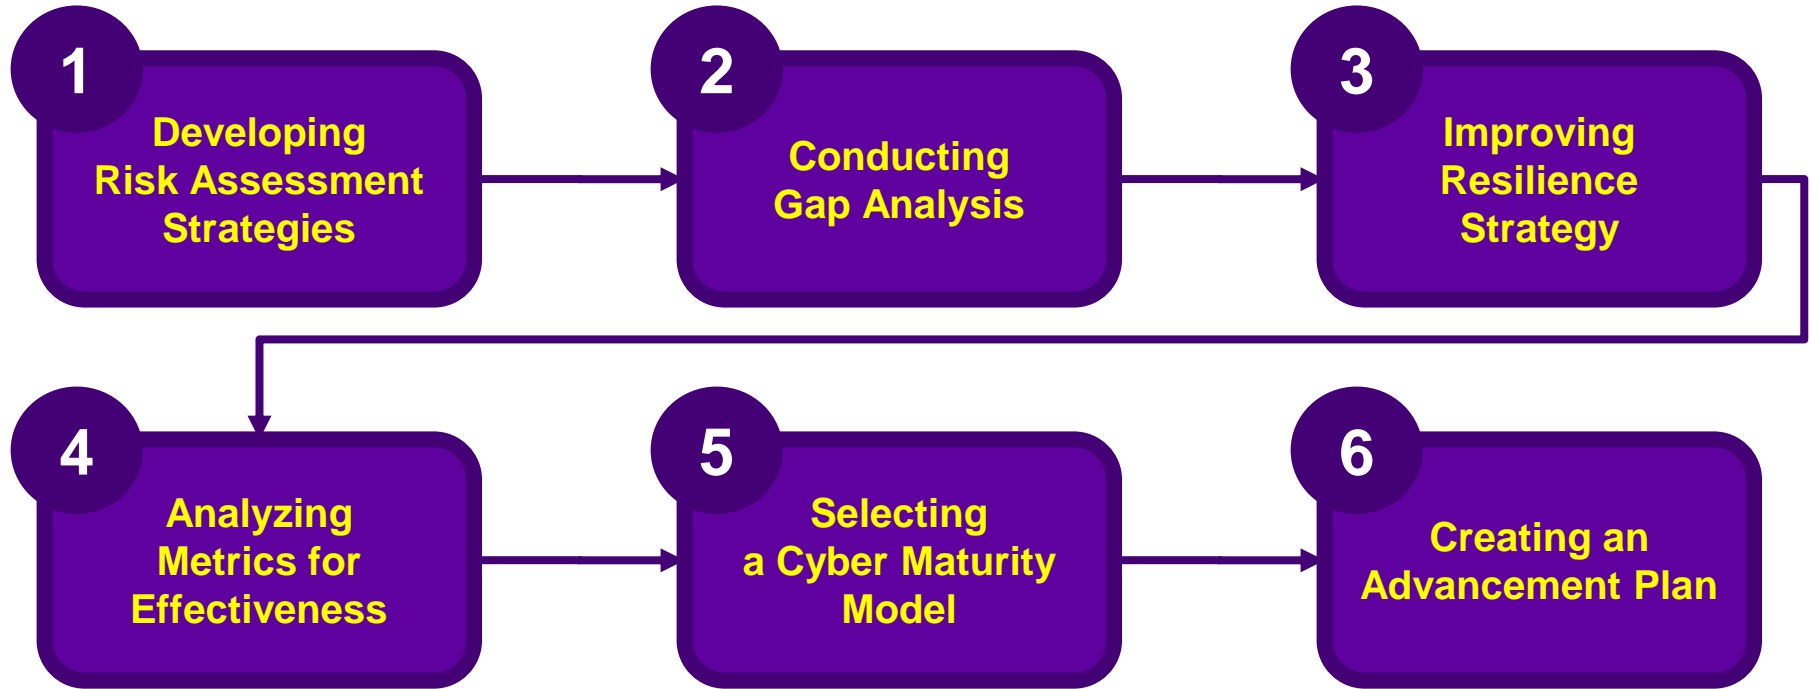 1
Developing
Risk Assessment
Strategies
2
Conducting
Gap Analysis
3
Improving
Resilience
Strategy
4
Analyzing
Metrics for
Effectiveness
5
Selecting
a Cyber Maturity
Model
6
Creating an
Advancement Plan